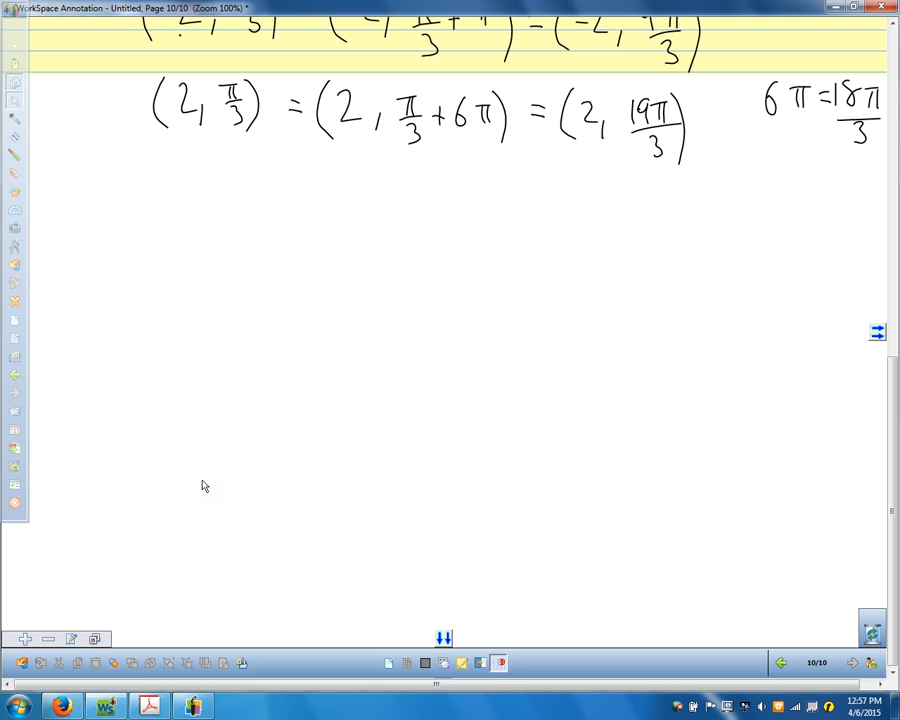 WorkSpace Annotation - Untitled, Page 10/10 (Zoom 100%) *
(2, π/3) = (2, π/3 + 6π) = (2, 19π/3) 6π = 18π/3
10/10
12:57 PM
4/6/2015